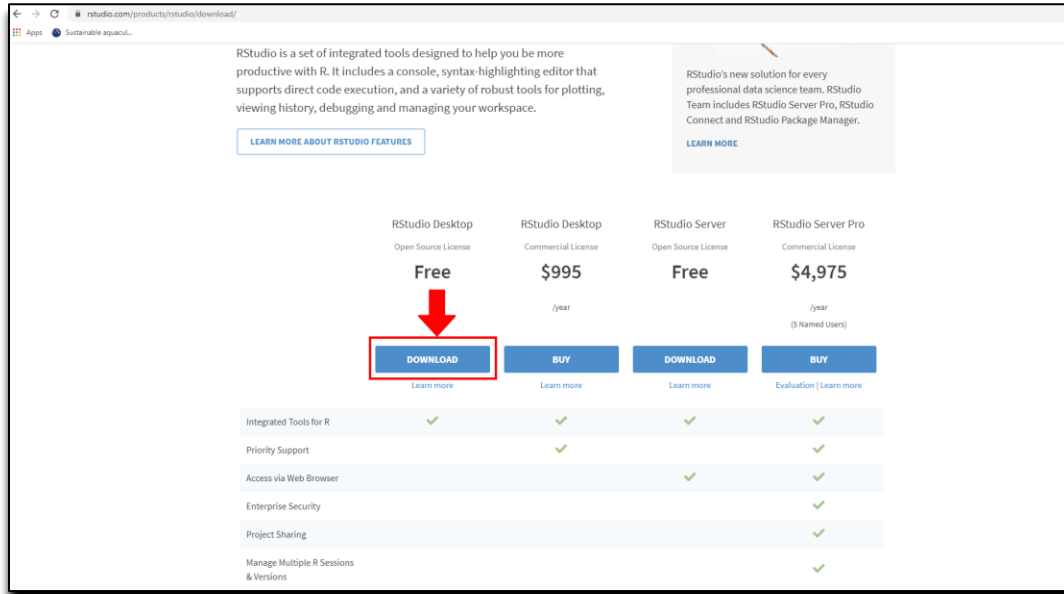 rstudio.com/products/rstudio/download/
Apps Sustainable aquacul...
RStudio is a set of integrated tools designed to help you be more
productive with R. It includes a console, syntax-highlighting editor that
supports direct code execution, and a variety of robust tools for plotting,
viewing history, debugging and managing your workspace.
LEARN MORE ABOUT RSTUDIO FEATURES
RStudio's new solution for every
professional data science team. RStudio
Team includes RStudio Server Pro, RStudio
Connect and RStudio Package Manager.
LEARN MORE
RStudio Desktop RStudio Desktop RStudio Server RStudio Server Pro
Open Source License Commercial License Open Source License Commercial License
Free $995 Free $4,975
/year /year
(5 Named Users)
DOWNLOAD BUY DOWNLOAD BUY
Learn more Learn more Learn more Evaluation | Learn more
Integrated Tools for R
Priority Support
Access via Web Browser
Enterprise Security
Project Sharing
Manage Multiple R Sessions
& Versions